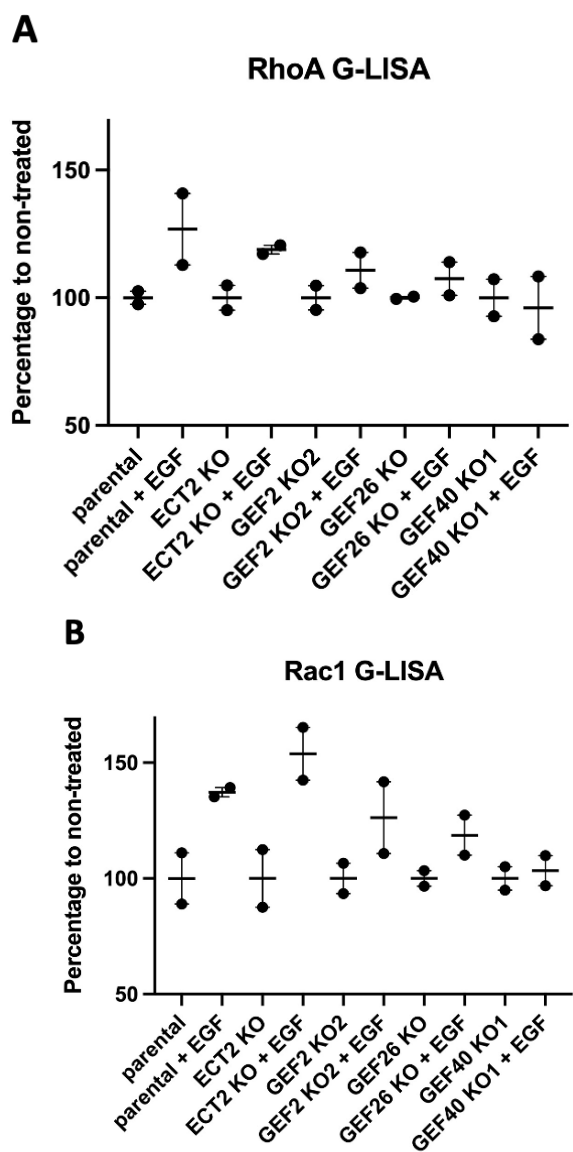 A
RhoA G-LISA
Percentage to non-treated
150
100
50
parental
parental + EGF
ECT2 KO
ECT2 KO + EGF
GEF2 KO2
GEF2 KO2 + EGF
GEF26 KO
GEF26 KO + EGF
GEF40 KO1
GEF40 KO1 + EGF
B
Rac1 G-LISA
Percentage to non-treated
150
100
50
parental
parental + EGF
ECT2 KO
ECT2 KO + EGF
GEF2 KO2
GEF2 KO2 + EGF
GEF26 KO
GEF26 KO + EGF
GEF40 KO1
GEF40 KO1 + EGF